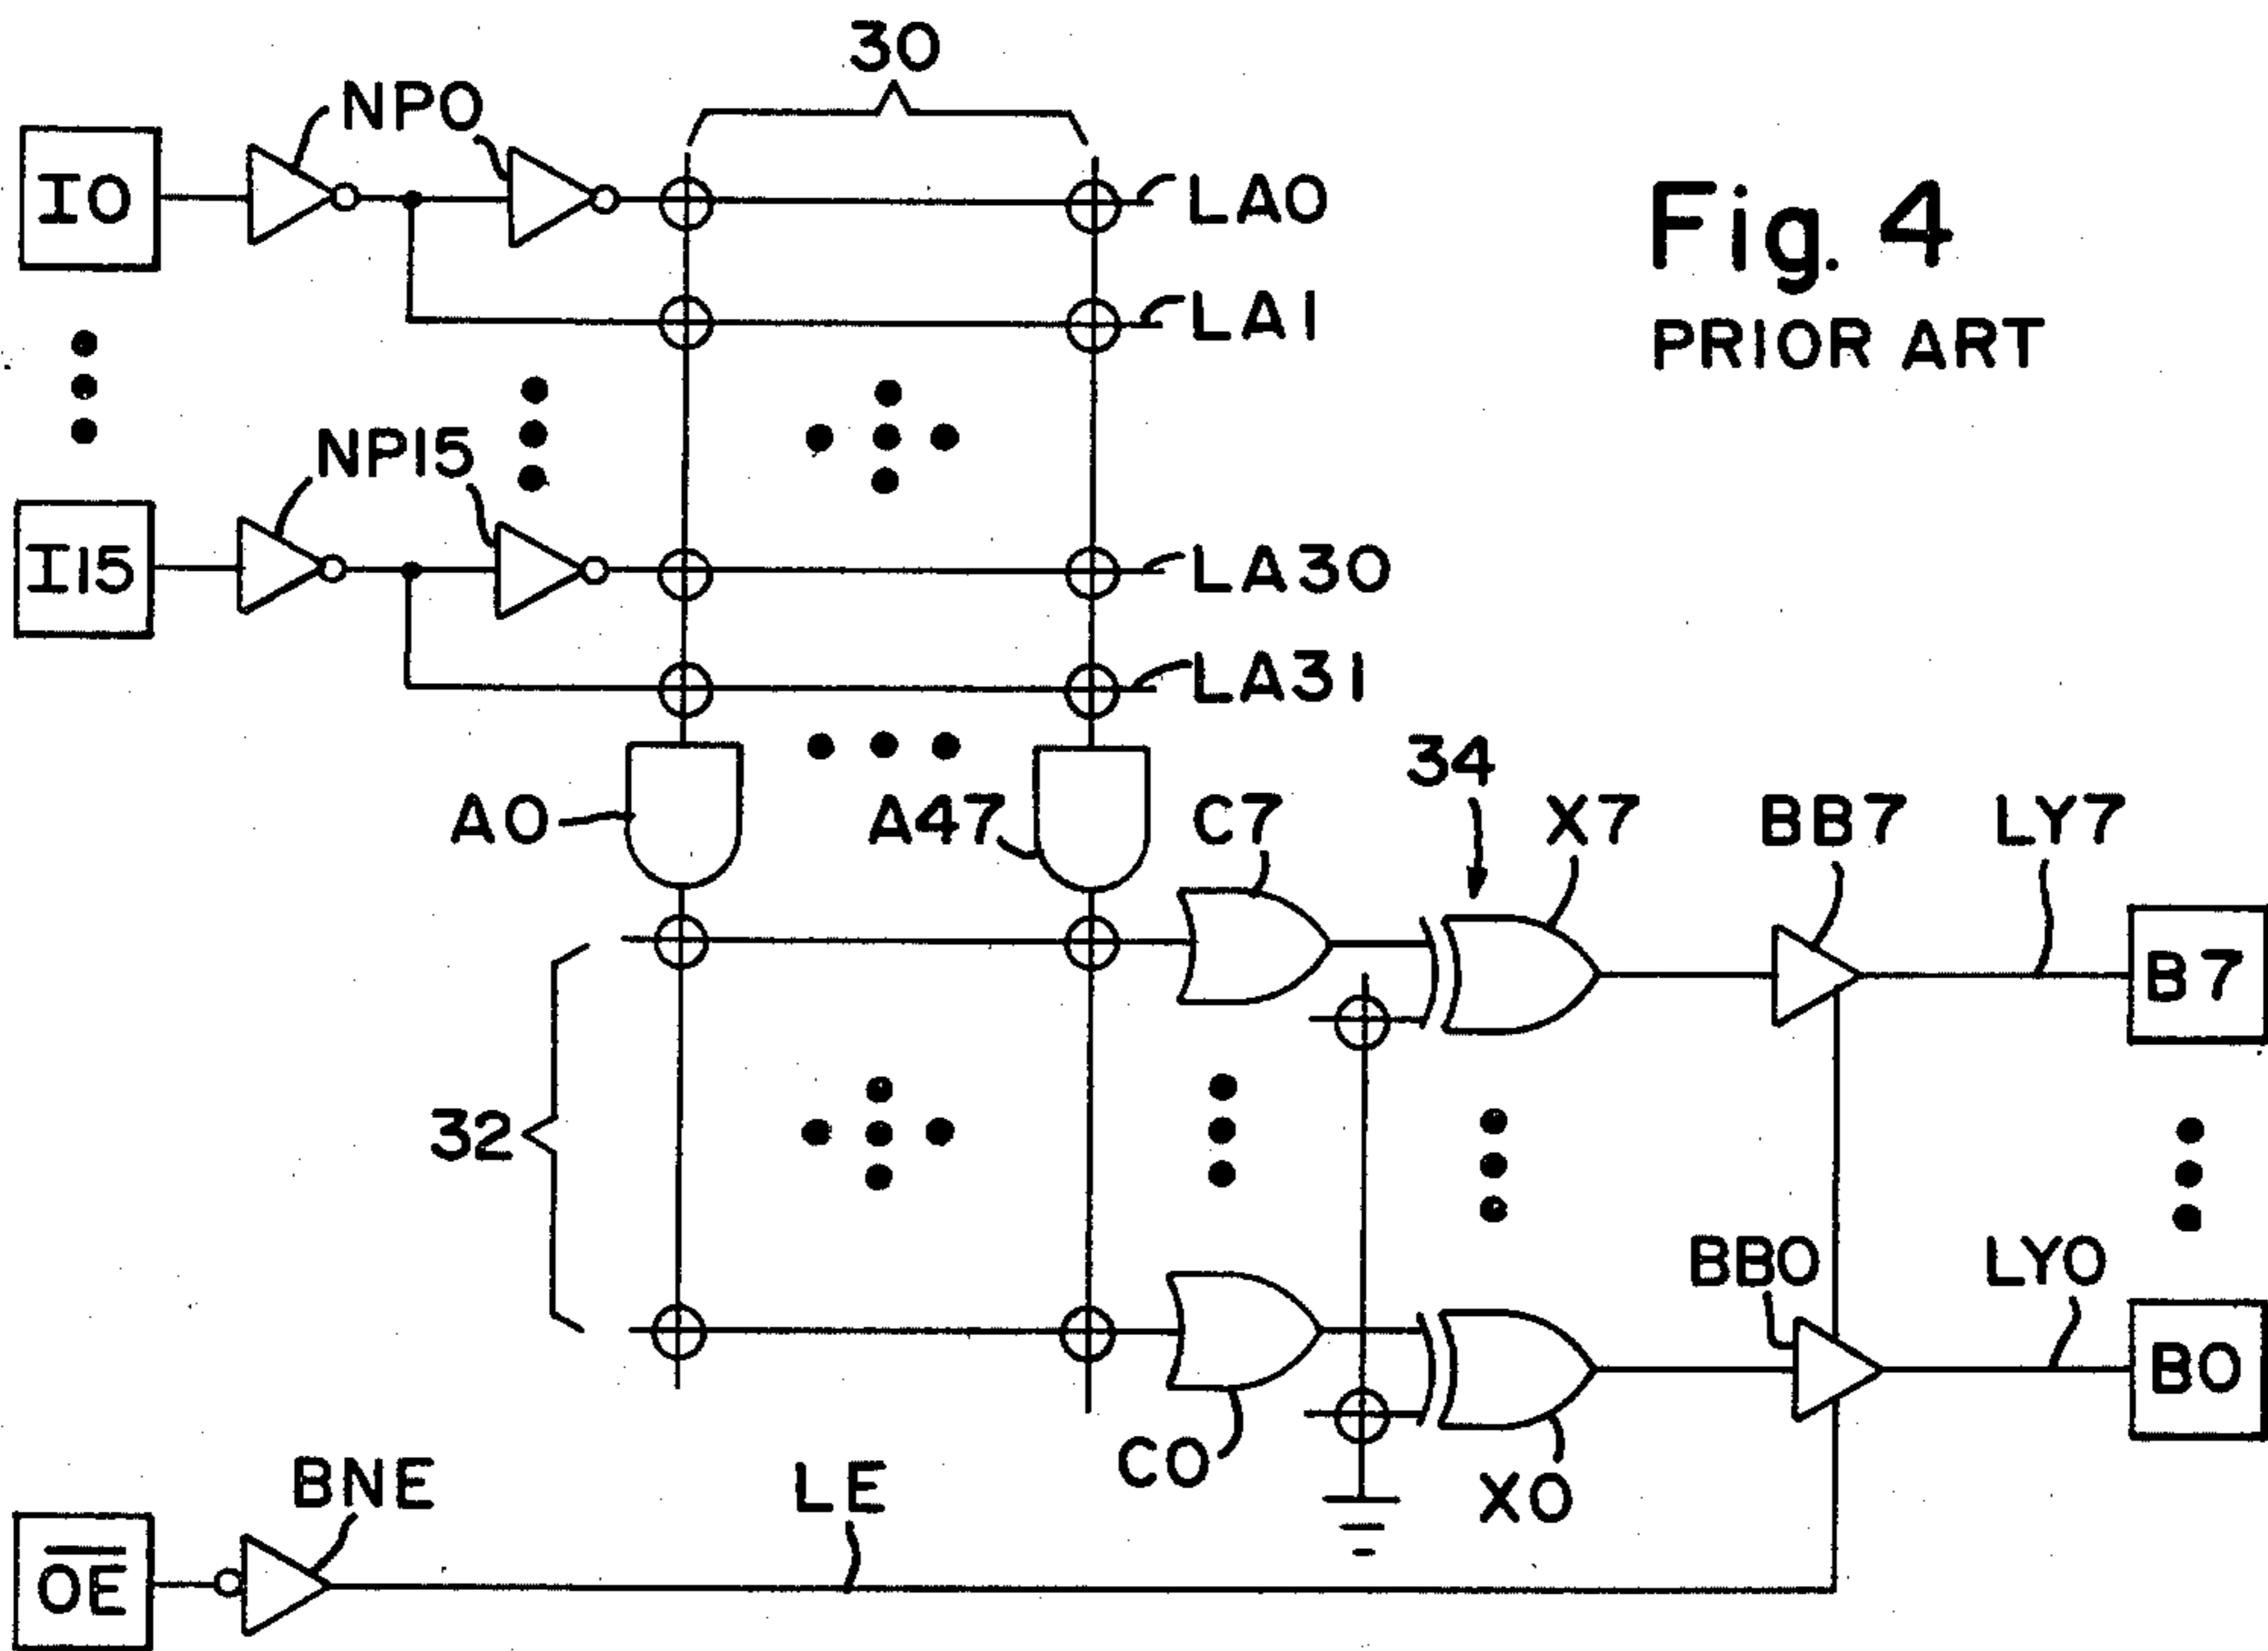 30
NP0
I0
LA0
Fig. 4
LA1
PRIOR ART
NP15
I15
LA30
LA31
34
A0
A47
C7
X7
BB7
LY7
B7
32
BB0
LY0
B0
C0
X0
BNE
LE
OE